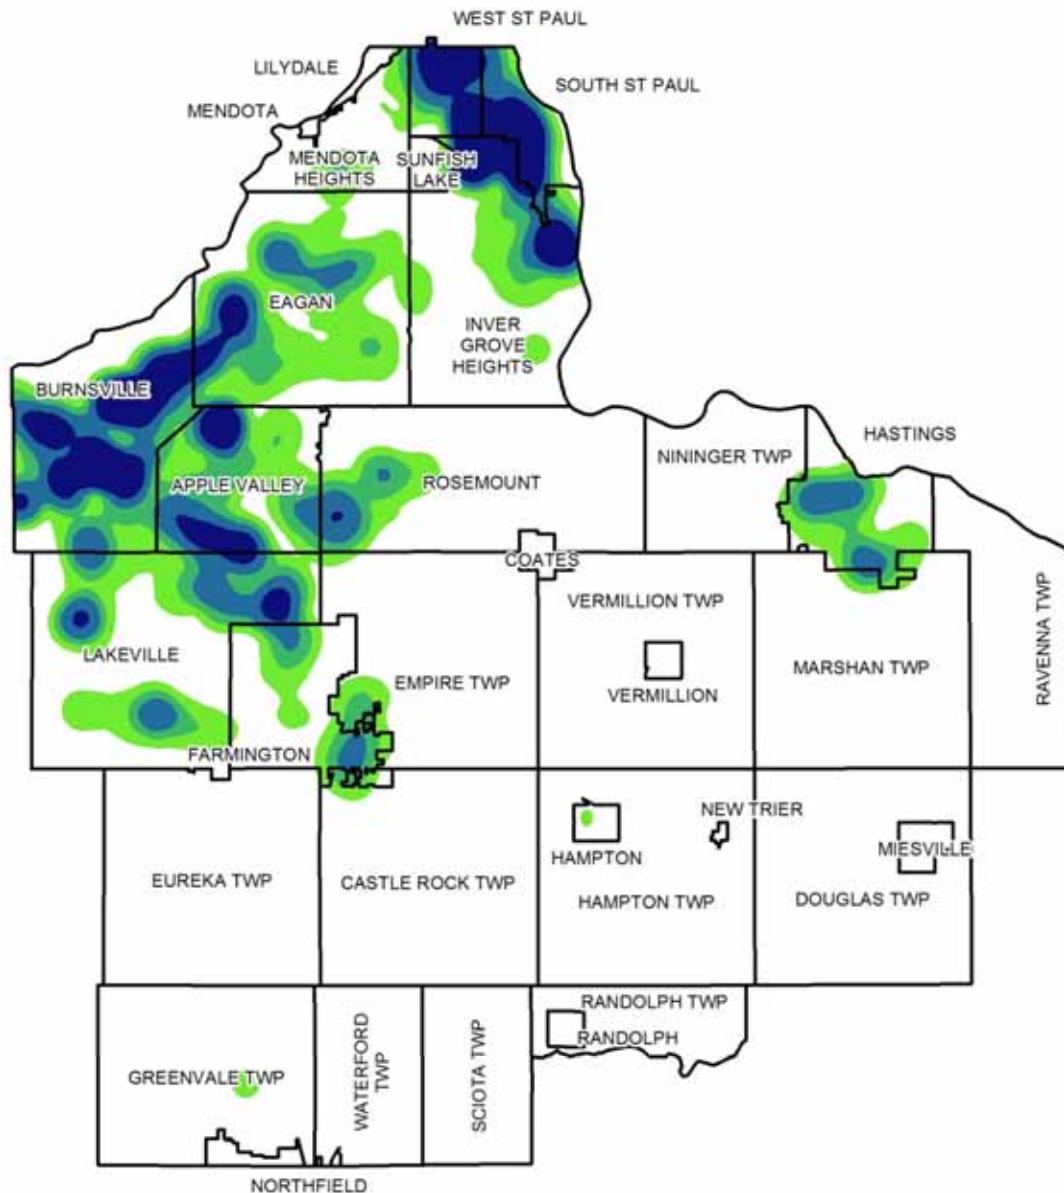 WEST ST PAUL
LILYDALE
SOUTH ST PAUL
MENDOTA
MENDOTA
HEIGHTS
SUNFISH
LAKE
EAGAN
INVER
GROVE
HEIGHTS
BURNSVILLE
HASTINGS
NININGER TWP
APPLE VALLEY
ROSEMOUNT
COATES
VERMILLION TWP
RAVENNA TWP
LAKEVILLE
EMPIRE TWP
MARSHAN TWP
VERMILLION
FARMINGTON
NEW TRIER
HAMPTON
MIESVILLE
EUREKA TWP
CASTLE ROCK TWP
HAMPTON TWP
DOUGLAS TWP
RANDOLPH TWP
RANDOLPH
WATERFORD
TWP
SCIOTA TWP
GREENVALE TWP
NORTHFIELD